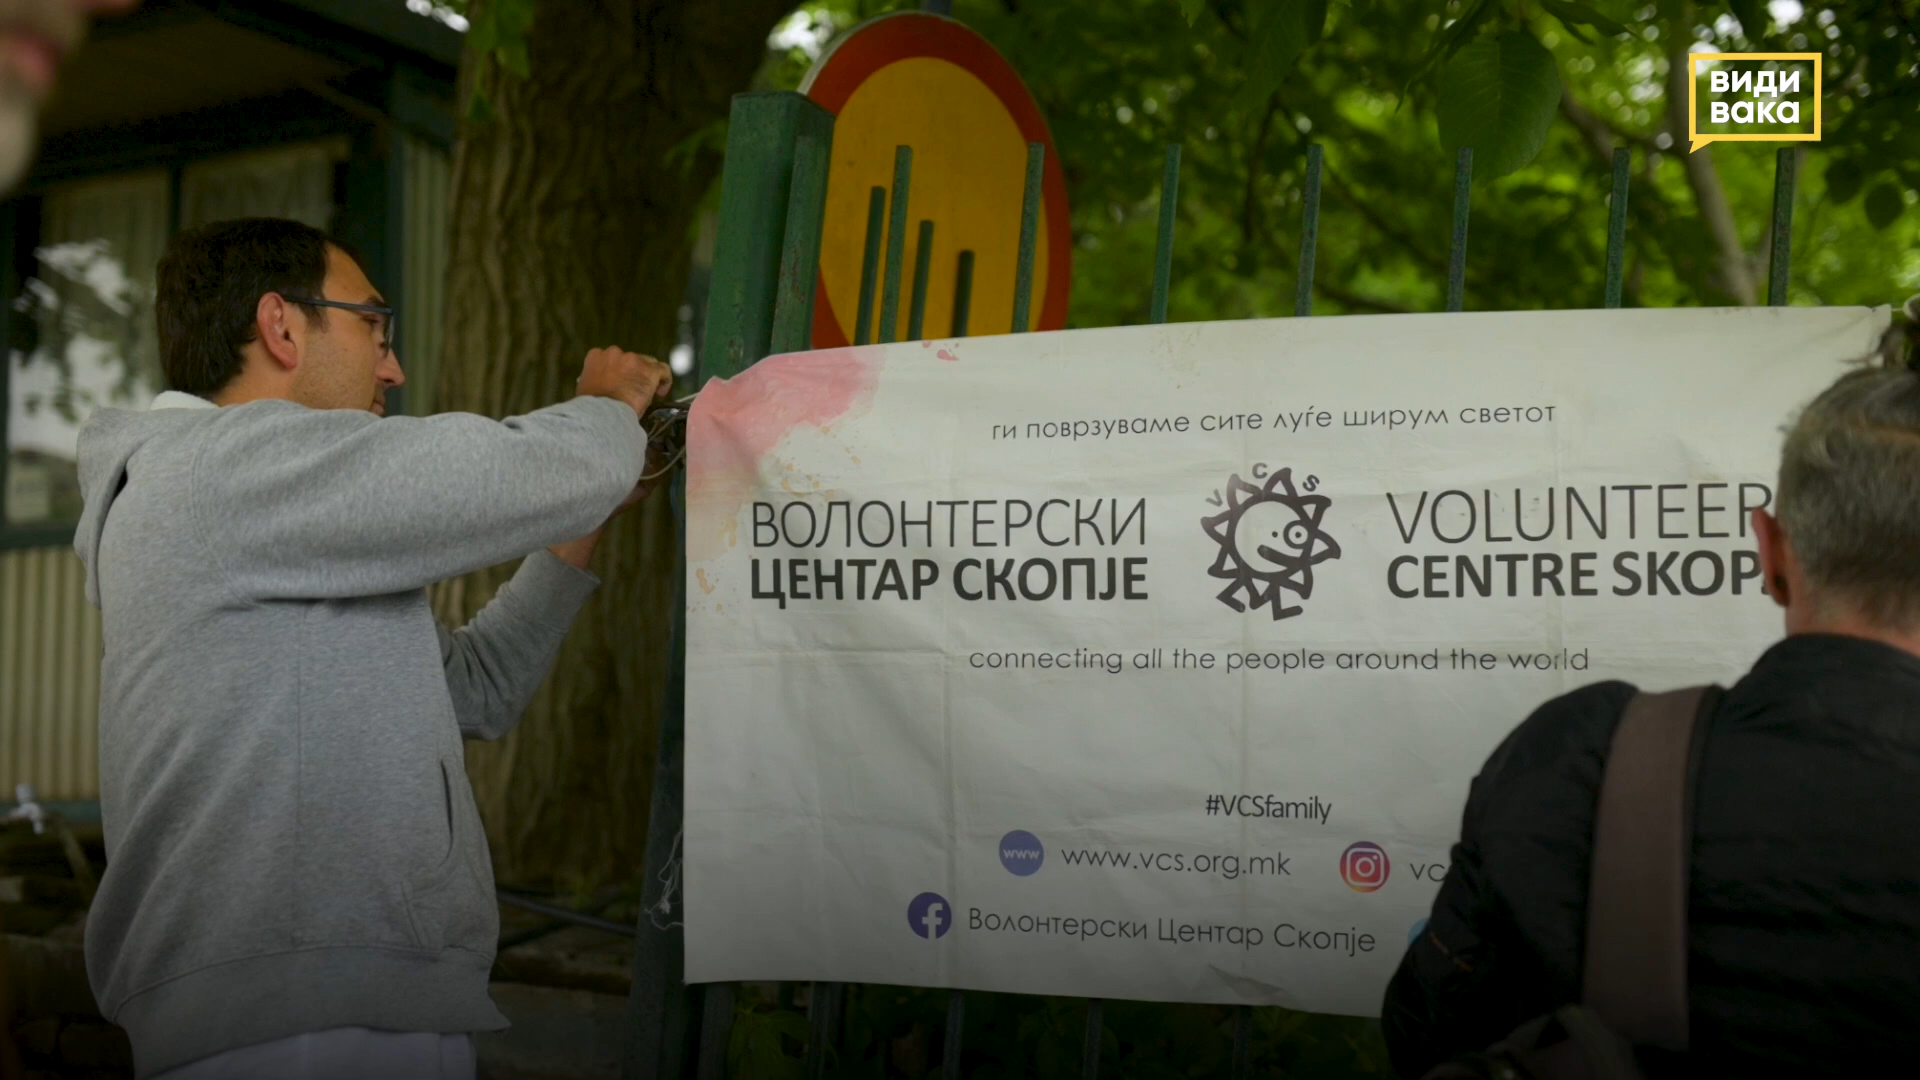 види
вака
ги поврзуваме сите луѓе ширум светот
V C S
ВОЛОНТЕРСКИ
ЦЕНТАР СКОПЈЕ
VOLUNTEER
CENTRE
connecting all the people around the world
#VCSfamily
www
www.vcs.org.mk
Волонтерски Центар Скопје